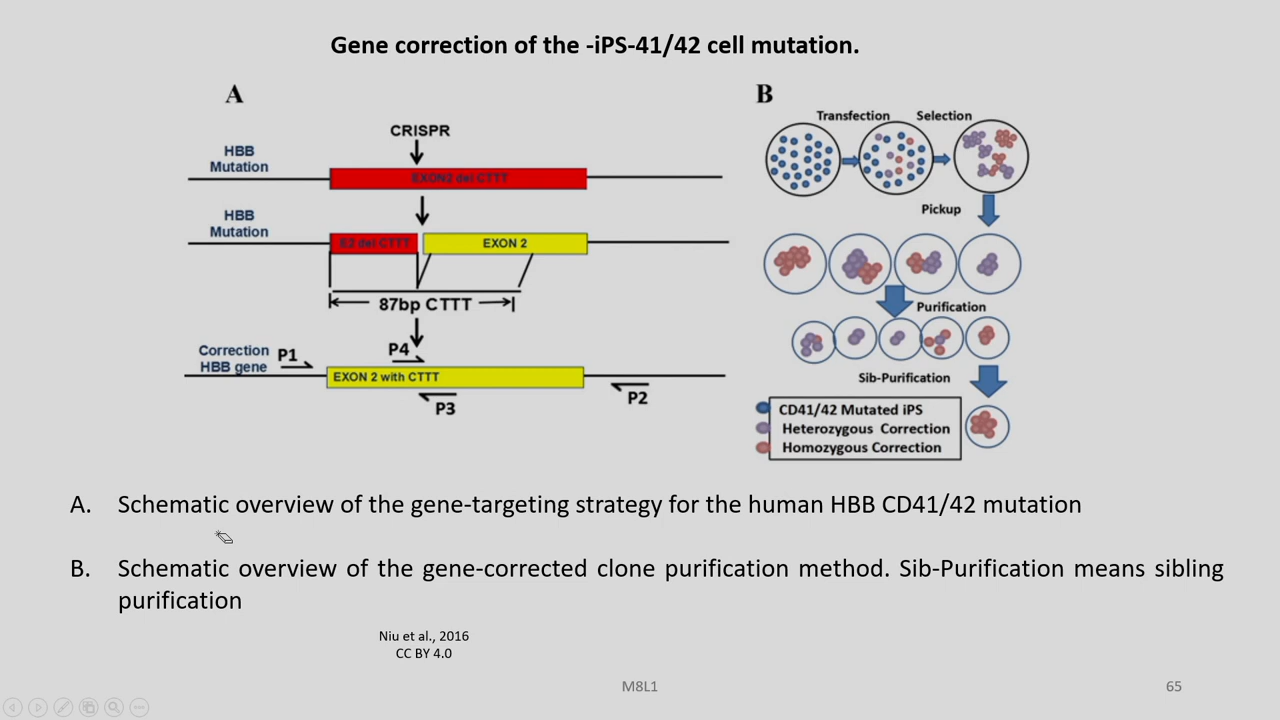 Gene correction of the -iPS-41/42 cell mutation.
A
CRISPR
HBB
Mutation
EXON2 del CTTT
HBB
Mutation
E2 del CTTT
EXON 2
87bp CTTT
Correction
HBB gene
P1
P4
EXON 2 with CTTT
P3
P2
B
Transfection
Selection
Pickup
Purification
Sib-Purification
CD41/42 Mutated iPS
Heterozygous Correction
Homozygous Correction
A. Schematic overview of the gene-targeting strategy for the human HBB CD41/42 mutation
B. Schematic overview of the gene-corrected clone purification method. Sib-Purification means sibling
purification
Niu et al., 2016
CC BY 4.0
M8L1
65